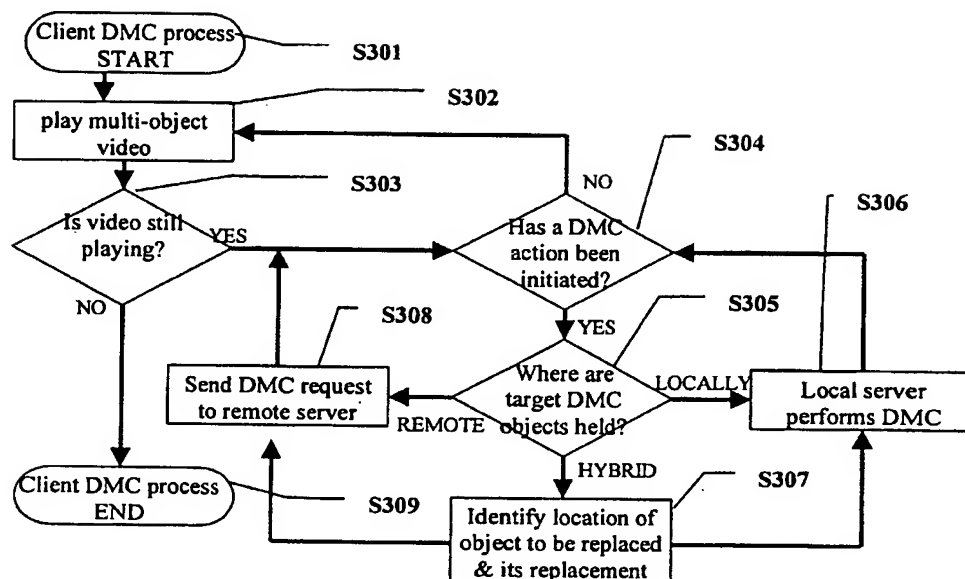 Client DMC process
START
S301
S302
play multi-object
video
S303
S304
NO
S306
Is video still
playing?
YES
Has a DMC
action been
initiated?
NO
S308
YES
S305
Send DMC request
to remote server
REMOTE
Where are
target DMC
objects held?
LOCALLY
Local server
performs DMC
HYBRID
S307
Client DMC process
END
S309
Identify location of
object to be replaced
& its replacement